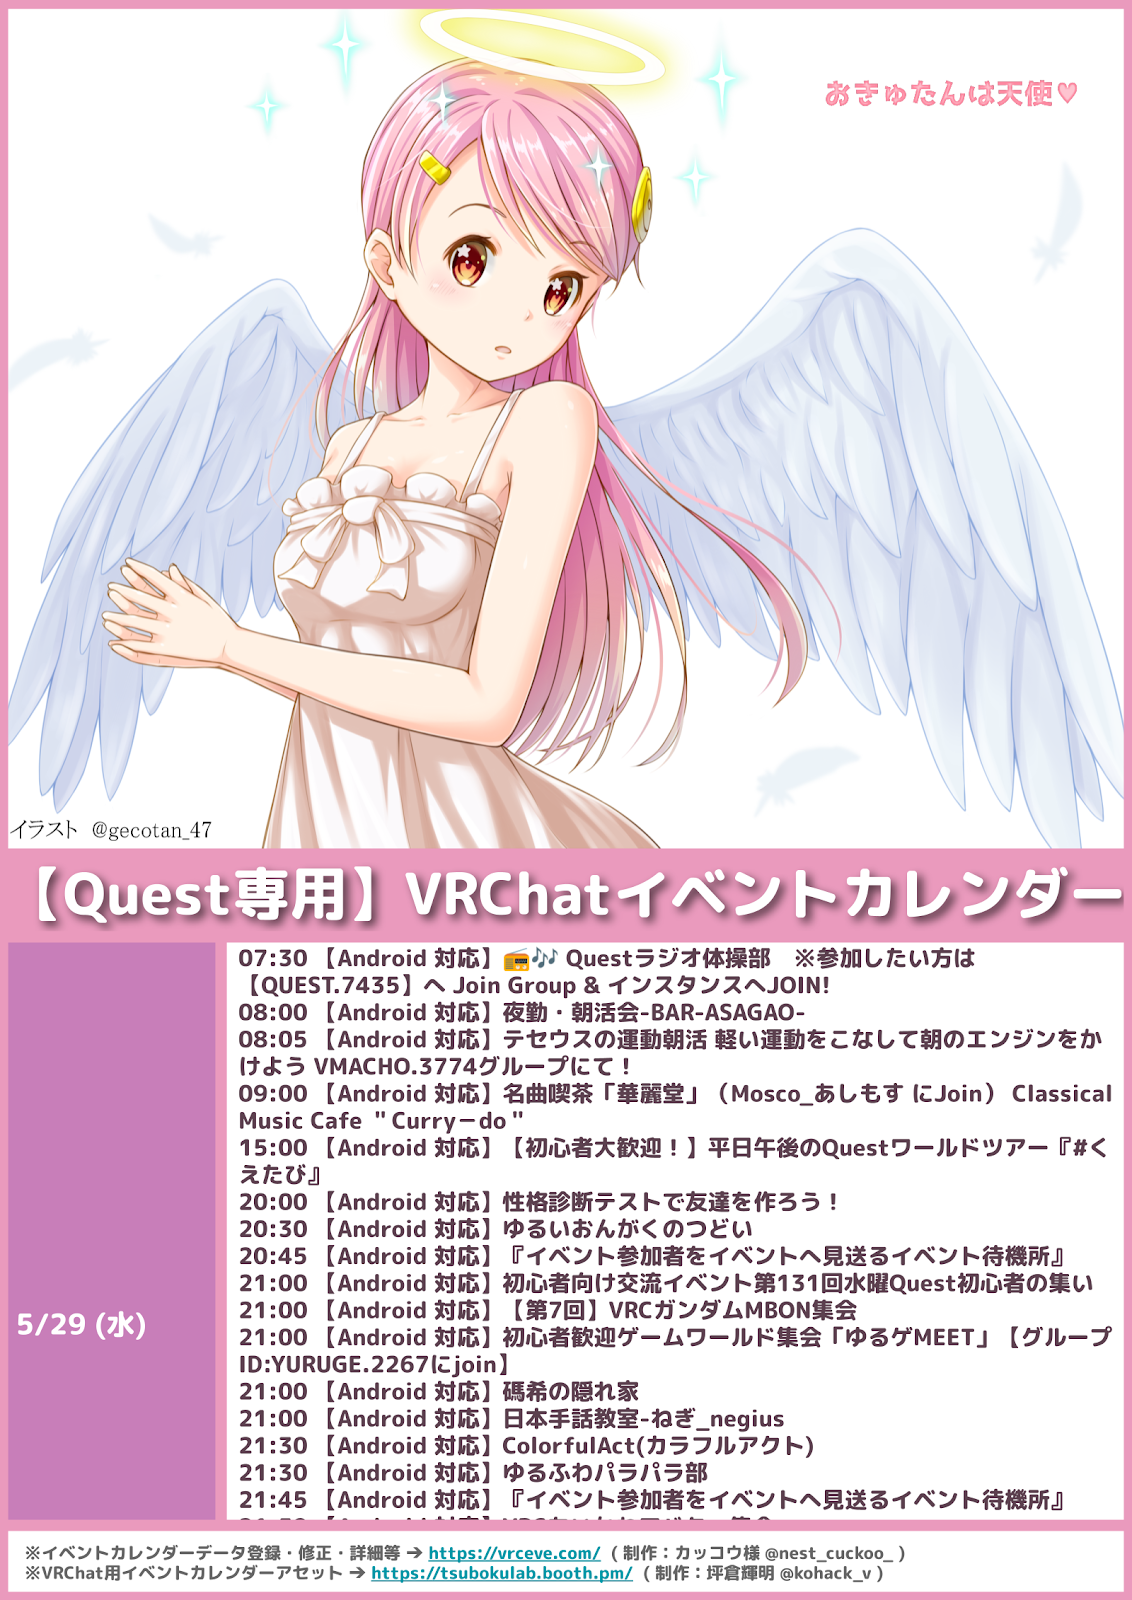 おきゅたんは天使♥
イラスト @gecotan_47
【Quest専用】VRChatイベントカレンダー
5/29 (水)
07:30 【Android 対応】📻🎶 Questラジオ体操部　※参加したい方は
【QUEST.7435】へ Join Group & インスタンスへJOIN!
08:00 【Android 対応】夜勤・朝活会-BAR-ASAGAO-
08:05 【Android 対応】テセウスの運動朝活 軽い運動をこなして朝のエンジンをか
けよう VMACHO.3774グループにて！
09:00 【Android 対応】名曲喫茶「華麗堂」（Mosco_あしもす にJoin） Classical
Music Cafe ＂Curry－do＂
15:00 【Android 対応】【初心者大歓迎！】平日午後のQuestワールドツアー『#く
えたび』
20:00 【Android 対応】性格診断テストで友達を作ろう！
20:30 【Android 対応】ゆるいおんがくのつどい
20:45 【Android 対応】『イベント参加者をイベントへ見送るイベント待機所』
21:00 【Android 対応】初心者向け交流イベント第131回水曜Quest初心者の集い
21:00 【Android 対応】【第7回】VRCガンダムMBON集会
21:00 【Android 対応】初心者歓迎ゲームワールド集会「ゆるゲMEET」【グループ
ID:YURUGE.2267にjoin】
21:00 【Android 対応】碼希の隠れ家
21:00 【Android 対応】日本手話教室-ねぎ_negius
21:30 【Android 対応】ColorfulAct(カラフルアクト)
21:30 【Android 対応】ゆるふわパラパラ部
21:45 【Android 対応】『イベント参加者をイベントへ見送るイベント待機所』
※イベントカレンダーデータ登録・修正・詳細等 → https://vrceve.com/ ( 制作：カッコウ様 @nest_cuckoo_ )
※VRChat用イベントカレンダーアセット → https://tsubokulab.booth.pm/ ( 制作：坪倉輝明 @kohack_v )